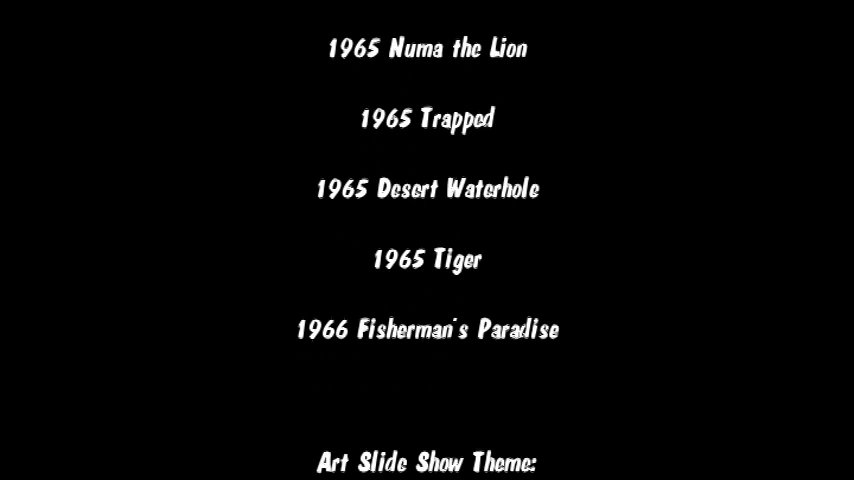 1965 Numa the Lion
1965 Trapped
1965 Desert Waterhole
1965 Tiger
1966 Fisherman's Paradise
Art Slide Show Theme: